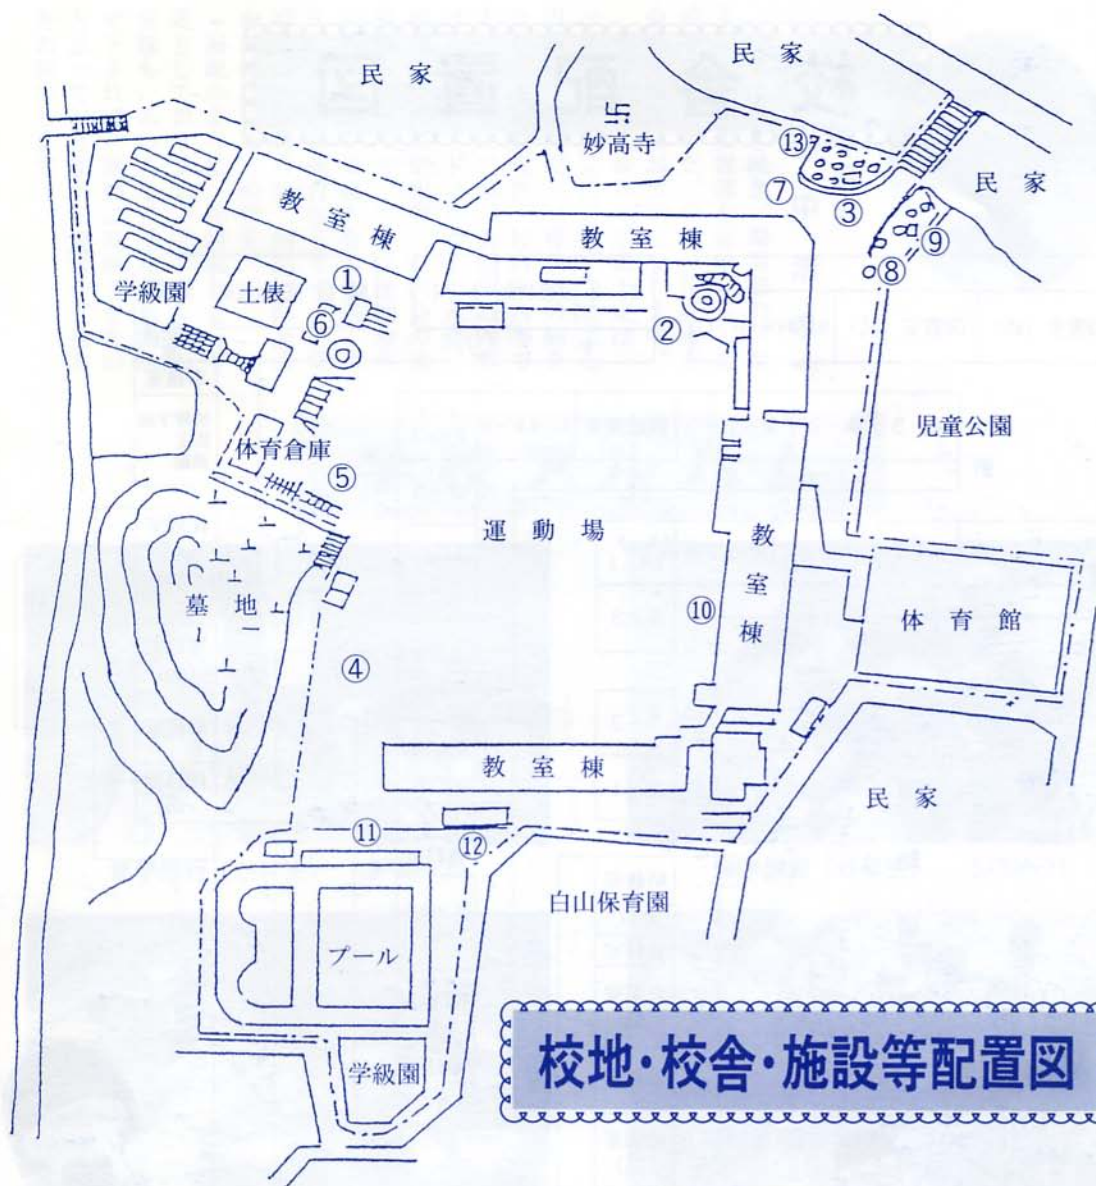 民家
民家
卍
妙高寺
⑬
民家
⑦
③
⑨
教室棟
教室棟
⑧
学級園
土俵
①
⑥
②
児童公園
体育倉庫
⑤
運動場
教室棟
墓地
⑩
体育館
④
教室棟
民家
⑪
⑫
白山保育園
プール
学級園
校地・校舎・施設等配置図